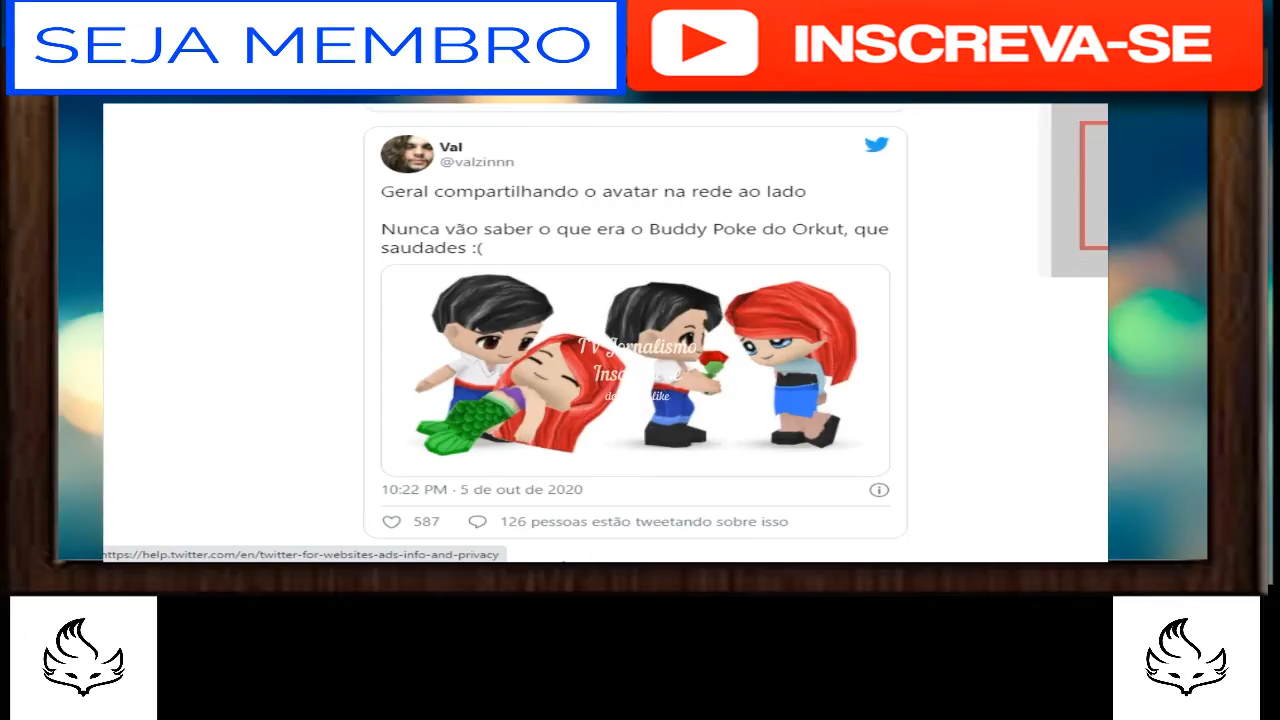 SEJA MEMBRO
INSCREVA-SE
Val
@valzinnn
Geral compartilhando o avatar na rede ao lado
Nunca vão saber o que era o Buddy Poke do Orkut, que
saudades :(
TV Jornalismo
10:22 PM · 5 de out de 2020
587
126 pessoas estão tweetando sobre isso
https://help.twitter.com/en/twitter-for-websites-ads-info-and-privacy